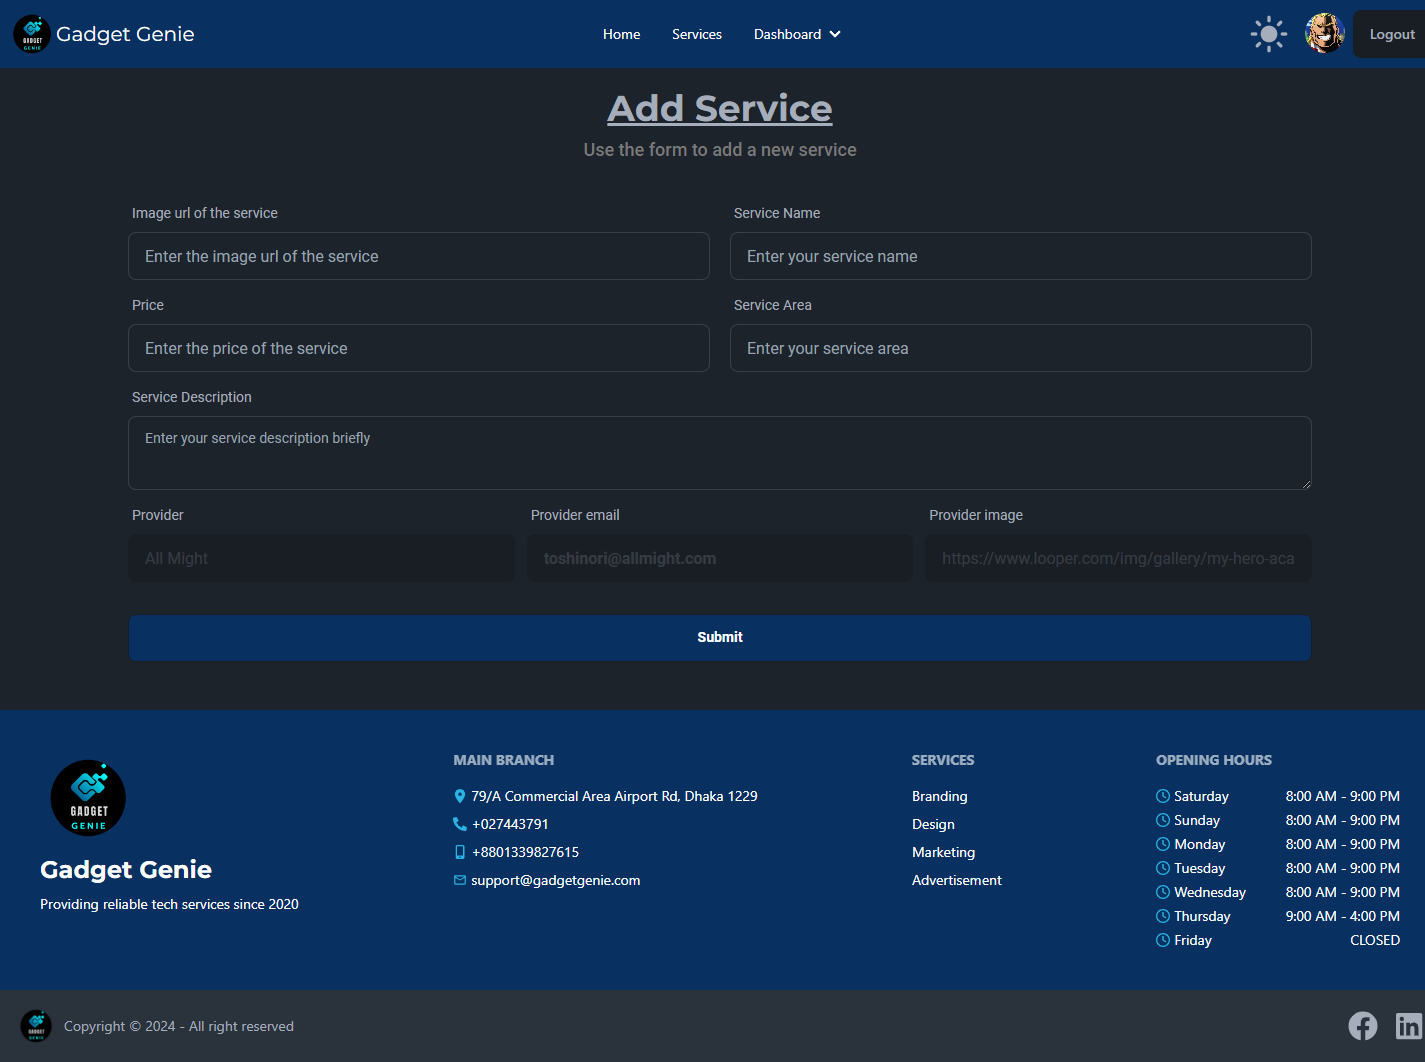 GADGET
GENIE
Gadget Genie
Home
Services
Dashboard
Logout
Add Service
Use the form to add a new service
Image url of the service
Service Name
Enter the image url of the service
Enter your service name
Price
Service Area
Enter the price of the service
Enter your service area
Service Description
Enter your service description briefly
Provider
Provider email
Provider image
All Might
toshinori@allmight.com
https://www.looper.com/img/gallery/my-hero-aca
Submit
GADGET
GENIE
Gadget Genie
Providing reliable tech services since 2020
MAIN BRANCH
79/A Commercial Area Airport Rd, Dhaka 1229
+027443791
+8801339827615
support@gadgetgenie.com
SERVICES
Branding
Design
Marketing
Advertisement
OPENING HOURS
Saturday 8:00 AM - 9:00 PM
Sunday 8:00 AM - 9:00 PM
Monday 8:00 AM - 9:00 PM
Tuesday 8:00 AM - 9:00 PM
Wednesday 8:00 AM - 9:00 PM
Thursday 9:00 AM - 4:00 PM
Friday CLOSED
GADGET
GENIE
Copyright © 2024 - All right reserved